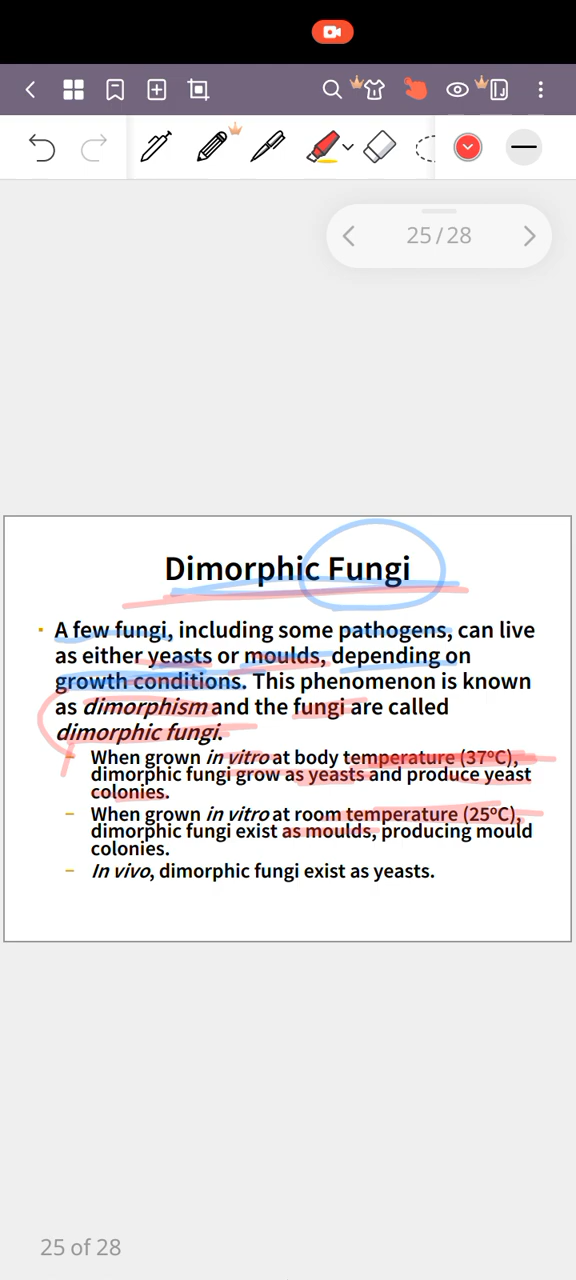 25 / 28
Dimorphic Fungi
· A few fungi, including some pathogens, can live
as either yeasts or moulds, depending on
growth conditions. This phenomenon is known
as dimorphism and the fungi are called
dimorphic fungi.
– When grown in vitro at body temperature (37ºC),
dimorphic fungi grow as yeasts and produce yeast
colonies.
– When grown in vitro at room temperature (25ºC),
dimorphic fungi exist as moulds, producing mould
colonies.
– In vivo, dimorphic fungi exist as yeasts.
25 of 28